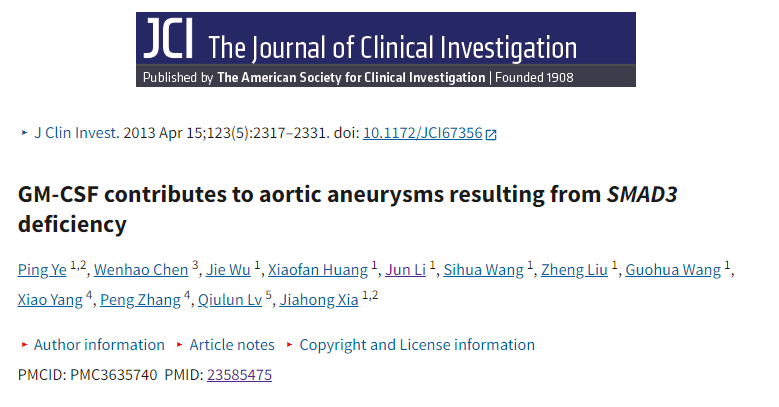 JCI The Journal of Clinical Investigation
Published by The American Society for Clinical Investigation | Founded 1908
‣ J Clin Invest. 2013 Apr 15;123(5):2317–2331. doi: 10.1172/JCI67356
GM-CSF contributes to aortic aneurysms resulting from SMAD3
deficiency
Ping Ye 1,2, Wenhao Chen 3, Jie Wu 1, Xiaofan Huang 1, Jun Li 1, Sihua Wang 1, Zheng Liu 1, Guohua Wang 1,
Xiao Yang 4, Peng Zhang 4, Qiulun Lv 5, Jiahong Xia 1,2
‣ Author information ‣ Article notes ‣ Copyright and License information
PMCID: PMC3635740 PMID: 23585475